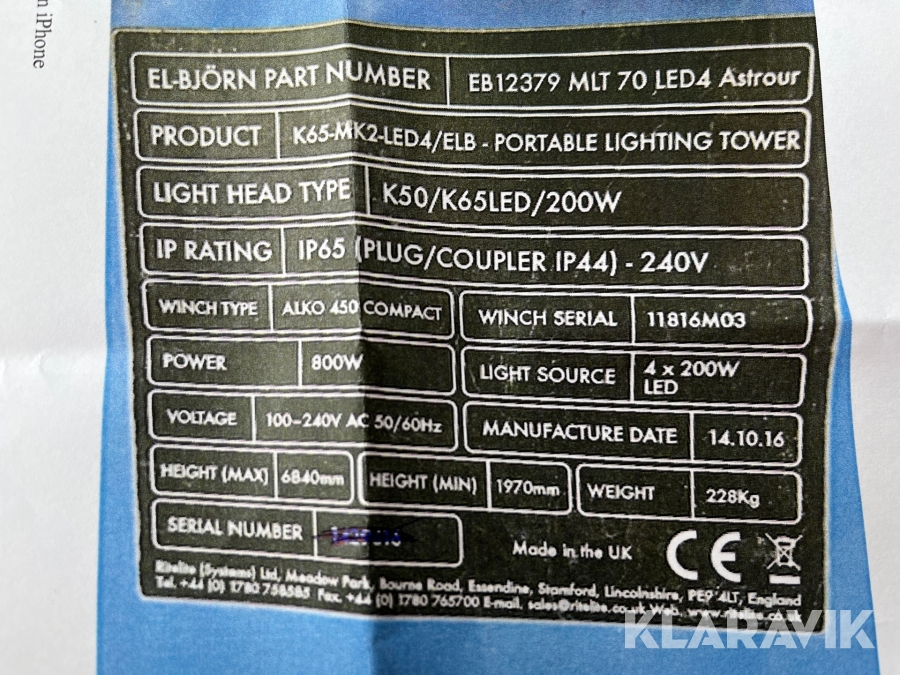 n iPhone
EL-BJÖRN PART NUMBER EB12379 MLT 70 LED4 Astrour
PRODUCT K65-MK2-LED4/ELB - PORTABLE LIGHTING TOWER
LIGHT HEAD TYPE K50/K65LED/200W
IP RATING IP65 (PLUG/COUPLER IP44) - 240V
WINCH TYPE ALKO 450 COMPACT WINCH SERIAL 11816M03
POWER 800W LIGHT SOURCE 4 x 200W
LED
VOLTAGE 100-240V AC 50/60Hz MANUFACTURE DATE 14.10.16
HEIGHT (MAX) 6840mm HEIGHT (MIN) 1970mm WEIGHT 228Kg
SERIAL NUMBER
Made in the UK CE
Ritelite (Systems) Ltd, Meadow Park, Bourne Road, Essendine, Stamford, Lincolnshire, PE9 4LT, England
Tel. +44 (0) 1780 758585 Fax. +44 (0) 1780 765700 E-mail. sales@ritelite.co.uk Web. www.ritelite.co.uk
KLARAVIK